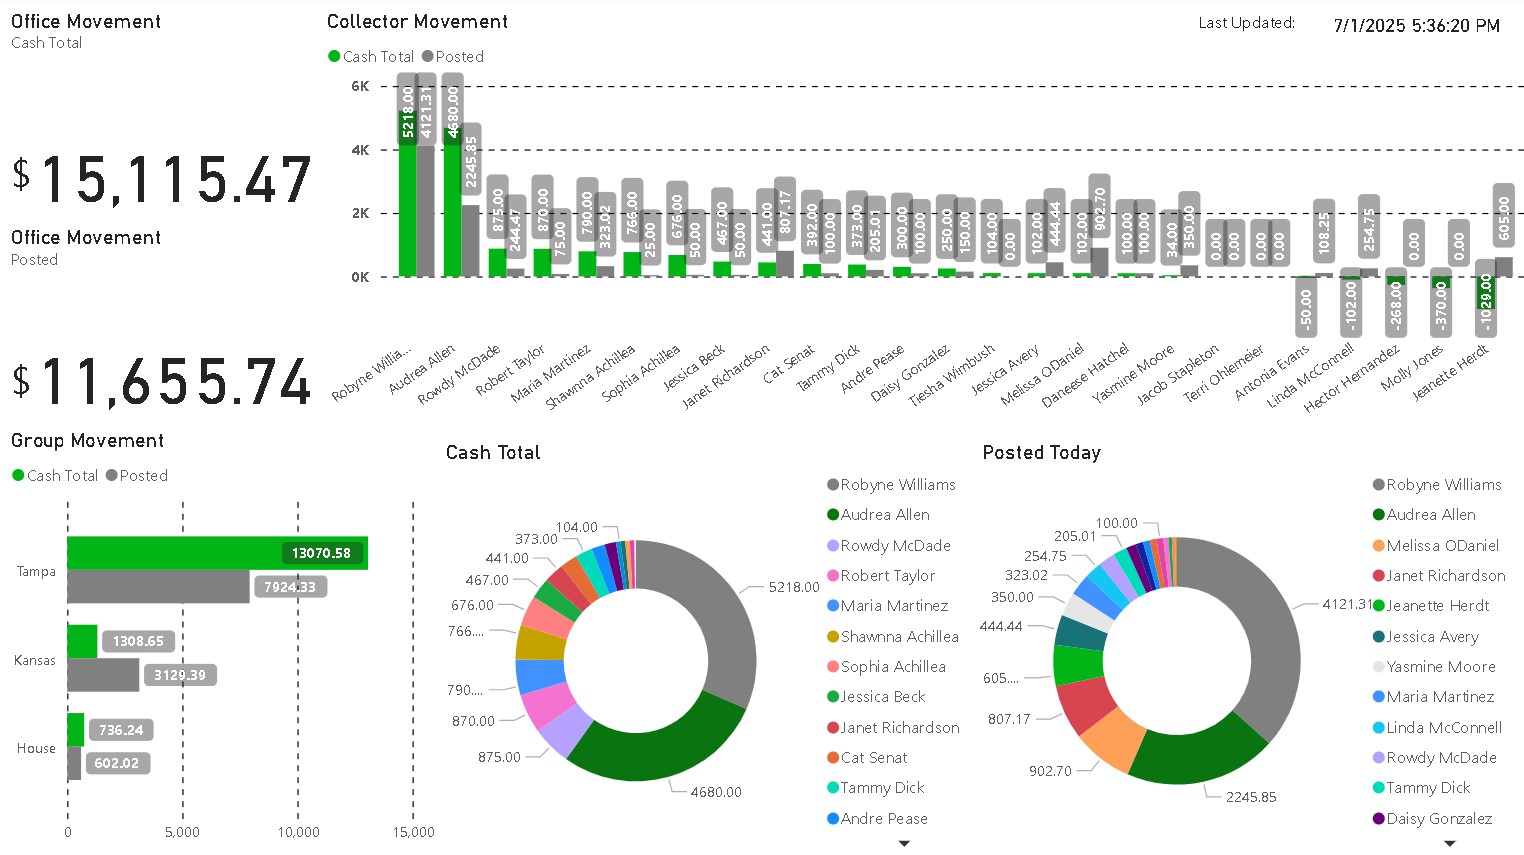 Office Movement
Cash Total
$ 15,115.47
Office Movement
Posted
$ 11,655.74
Collector Movement
Last Updated: 7/1/2025 5:36:20 PM
Cash Total Posted
6K
4K
2K
0K
5218.00 4121.31 4680.00 2245.85 875.00 244.47 870.00 75.00 790.00 323.02 766.00 25.00 676.00 50.00 467.00 50.00 441.00 807.17 392.00 100.00 373.00 205.01 300.00 100.00 250.00 150.00 104.00 0.00 102.00 444.44 102.00 902.70 100.00 100.00 34.00 350.00 0.00 0.00 0.00 0.00 -50.00 108.25 -102.00 254.75 -268.00 0.00 -370.00 0.00 -1029.00 605.00
Robyne Willia...
Audrea Allen
Rowdy McDade
Robert Taylor
Maria Martinez
Shawnna Achillea
Sophia Achillea
Jessica Beck
Janet Richardson
Cat Senat
Tammy Dick
Andre Pease
Daisy Gonzalez
Tiesha Wimbush
Jessica Avery
Melissa ODaniel
Daneese Hatchel
Yasmine Moore
Jacob Stapleton
Terri Ohlemeier
Antonia Evans
Linda McConnell
Hector Hernandez
Molly Jones
Jeanette Herdt
Group Movement
Cash Total Posted
Tampa
13070.58
7924.33
Kansas
1308.65
3129.39
House
736.24
602.02
0 5,000 10,000 15,000
Cash Total
104.00
373.00
441.00
467.00
676.00
766....
790....
870.00
875.00
4680.00
5218.00
Robyne Williams
Audrea Allen
Rowdy McDade
Robert Taylor
Maria Martinez
Shawnna Achillea
Sophia Achillea
Jessica Beck
Janet Richardson
Cat Senat
Tammy Dick
Andre Pease
Posted Today
100.00
205.01
254.75
323.02
350.00
444.44
605....
807.17
902.70
2245.85
4121.31
Robyne Williams
Audrea Allen
Melissa ODaniel
Janet Richardson
Jeanette Herdt
Jessica Avery
Yasmine Moore
Maria Martinez
Linda McConnell
Rowdy McDade
Tammy Dick
Daisy Gonzalez